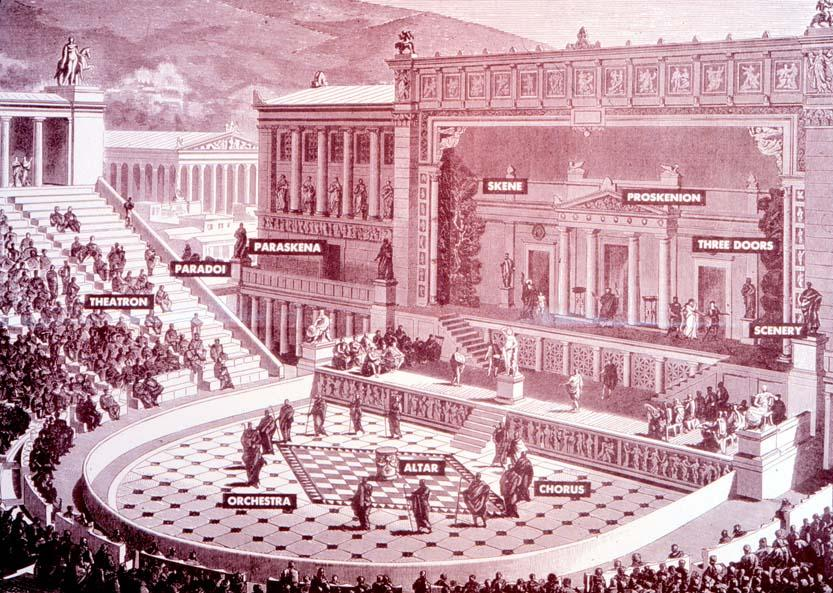 SKENE
PROSKENION
THREE DOORS
PARASKENA
PARADOI
THEATRON
SCENERY
ALTAR
ORCHESTRA
CHORUS